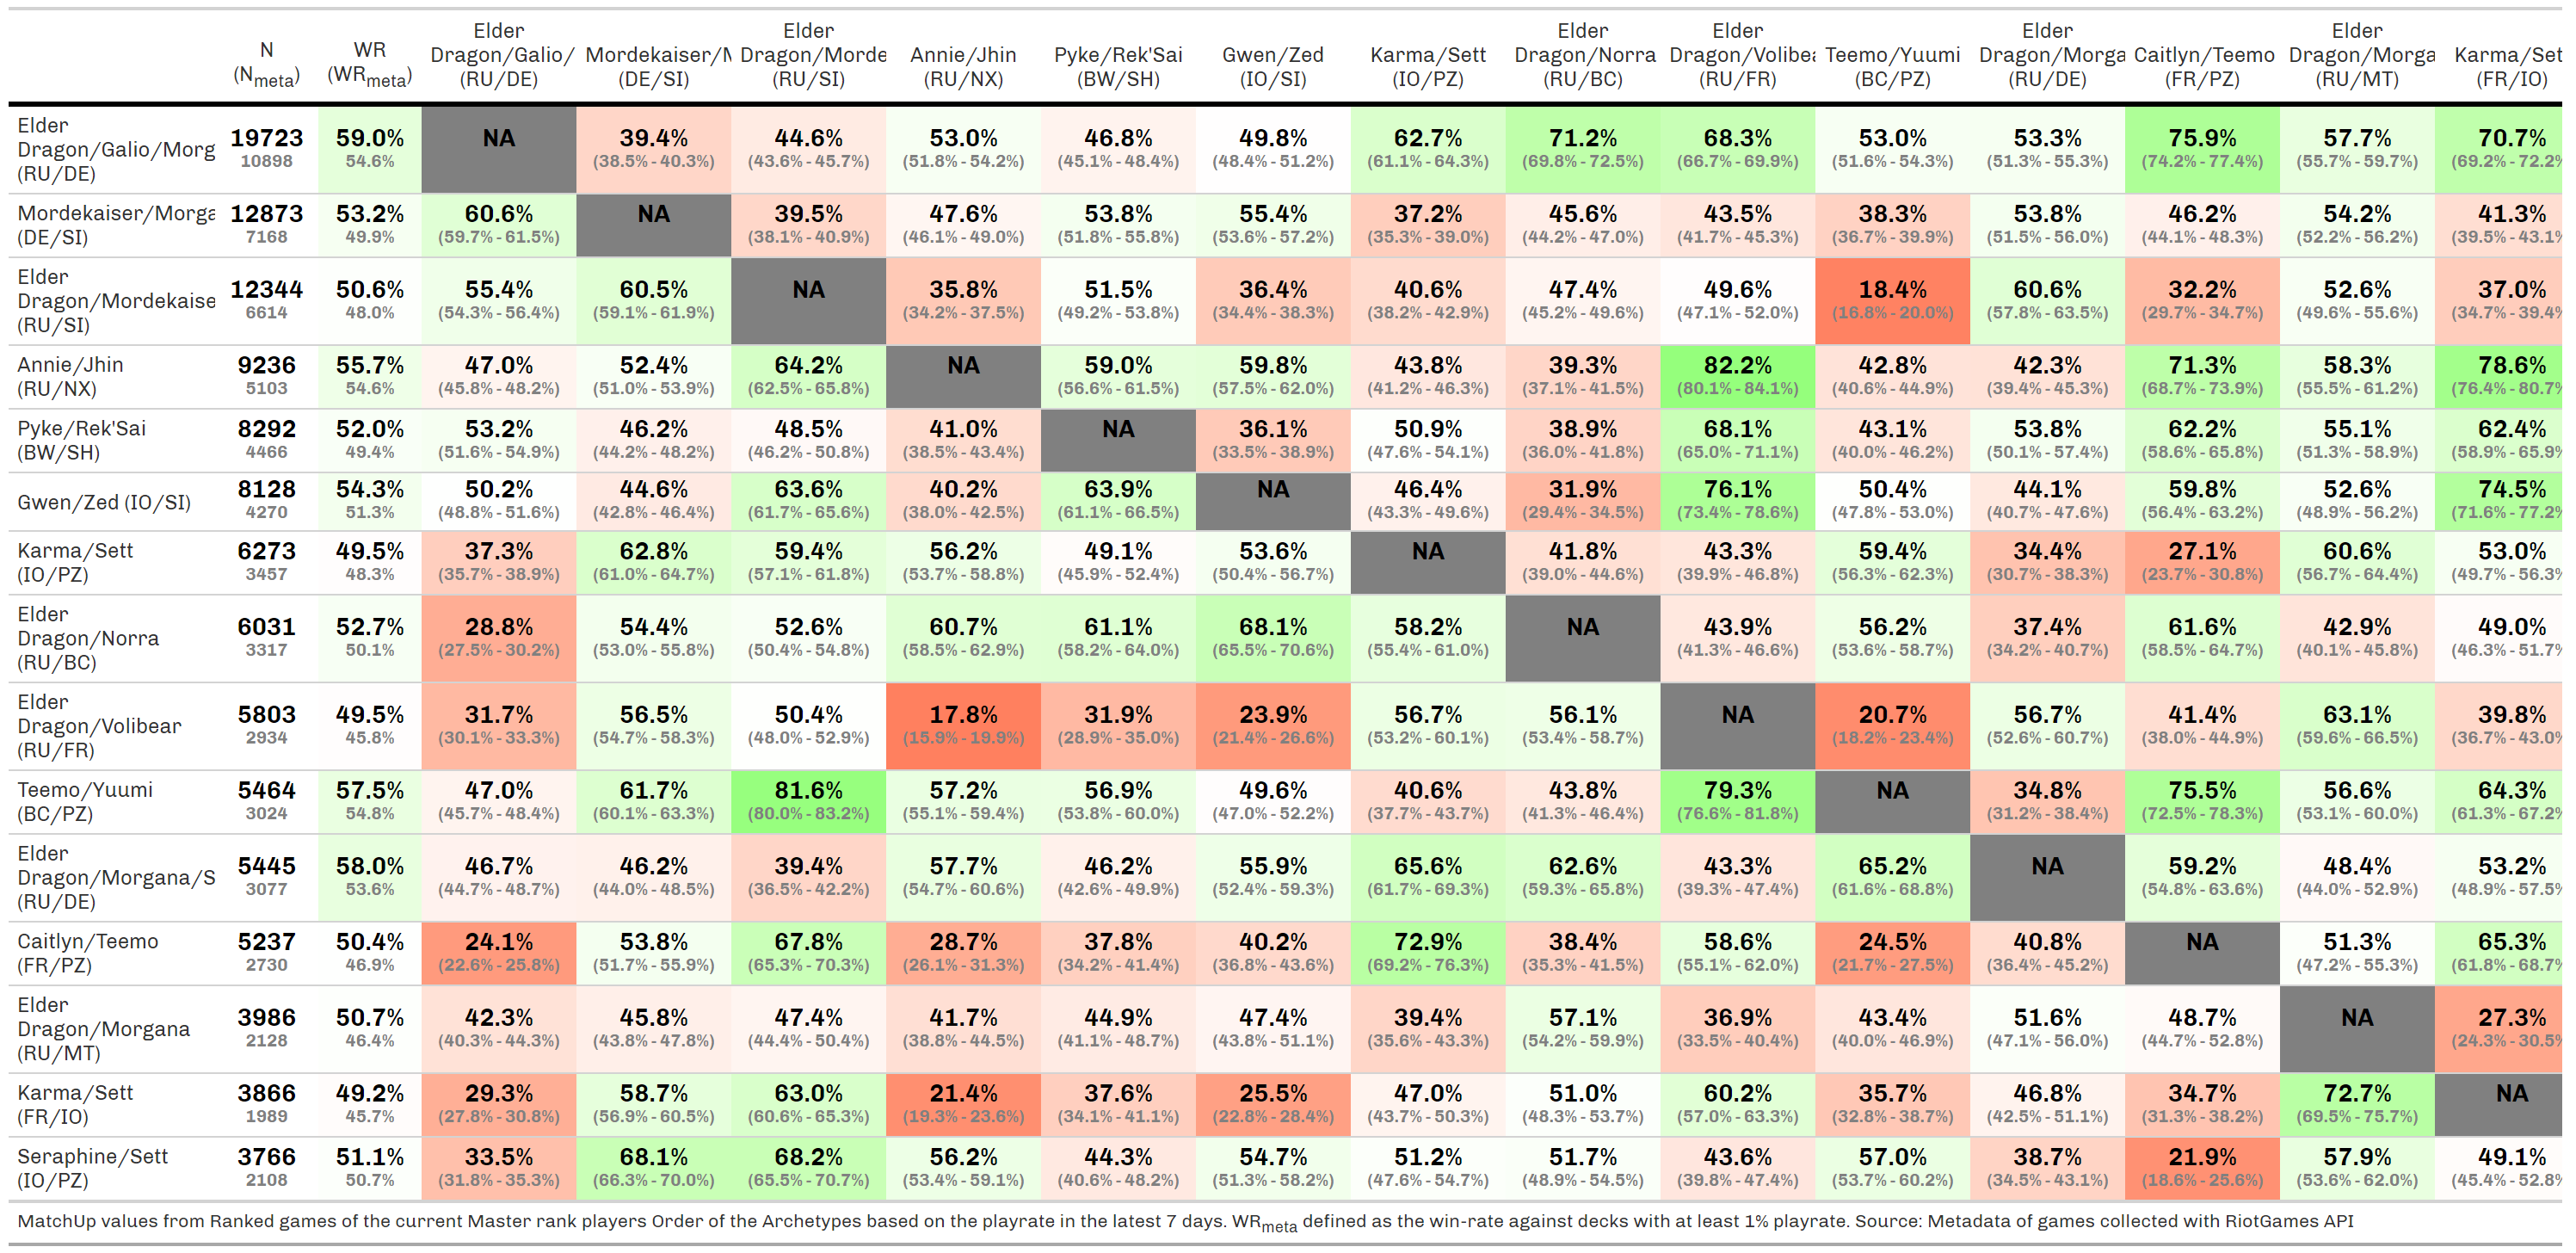 N (Nmeta) WR (WRmeta) Elder Dragon/Galio/ (RU/DE) Mordekaiser/M (DE/SI) Elder Dragon/Morde (RU/SI) Annie/Jhin (RU/NX) Pyke/Rek'Sai (BW/SH) Gwen/Zed (IO/SI) Karma/Sett (IO/PZ) Elder Dragon/Norra (RU/BC) Elder Dragon/Volibea (RU/FR) Teemo/Yuumi (BC/PZ) Elder Dragon/Morga (RU/DE) Caitlyn/Teemo (FR/PZ) Elder Dragon/Morga (RU/MT) Karma/Set (FR/IO)
Elder Dragon/Galio/Morg (RU/DE)
19723 59.0% NA 39.4% 44.6% 53.0% 46.8% 49.8% 62.7% 71.2% 68.3% 53.0% 53.3% 75.9% 57.7% 70.7%
10898 54.6% (38.5% - 40.3%) (43.6% - 45.7%) (51.8% - 54.2%) (45.1% - 48.4%) (48.4% - 51.2%) (61.1% - 64.3%) (69.8% - 72.5%) (66.7% - 69.9%) (51.6% - 54.3%) (51.3% - 55.3%) (74.2% - 77.4%) (55.7% - 59.7%) (69.2% - 72.2%
Mordekaiser/Morga (DE/SI)
12873 53.2% 60.6% NA 39.5% 47.6% 53.8% 55.4% 37.2% 45.6% 43.5% 38.3% 53.8% 46.2% 54.2% 41.3%
7168 49.9% (59.7% - 61.5%) (38.1% - 40.9%) (46.1% - 49.0%) (51.8% - 55.8%) (53.6% - 57.2%) (35.3% - 39.0%) (44.2% - 47.0%) (41.7% - 45.3%) (36.7% - 39.9%) (51.5% - 56.0%) (44.1% - 48.3%) (52.2% - 56.2%) (39.5% - 43.1%
Elder Dragon/Mordekaise (RU/SI)
12344 50.6% 55.4% 60.5% NA 35.8% 51.5% 36.4% 40.6% 47.4% 49.6% 18.4% 60.6% 32.2% 52.6% 37.0%
6614 48.0% (54.3% - 56.4%) (59.1% - 61.9%) (34.2% - 37.5%) (49.2% - 53.8%) (34.4% - 38.3%) (38.2% - 42.9%) (45.2% - 49.6%) (47.1% - 52.0%) (16.8% - 20.0%) (57.8% - 63.5%) (29.7% - 34.7%) (49.6% - 55.6%) (34.7% - 39.4%
Annie/Jhin (RU/NX)
9236 55.7% 47.0% 52.4% 64.2% NA 59.0% 59.8% 43.8% 39.3% 82.2% 42.8% 42.3% 71.3% 58.3% 78.6%
5103 54.6% (45.8% - 48.2%) (51.0% - 53.9%) (62.5% - 65.8%) (56.6% - 61.5%) (57.5% - 62.0%) (41.2% - 46.3%) (37.1% - 41.5%) (80.1% - 84.1%) (40.6% - 44.9%) (39.4% - 45.3%) (68.7% - 73.9%) (55.5% - 61.2%) (76.4% - 80.7%
Pyke/Rek'Sai (BW/SH)
8292 52.0% 53.2% 46.2% 48.5% 41.0% NA 36.1% 50.9% 38.9% 68.1% 43.1% 53.8% 62.2% 55.1% 62.4%
4466 49.4% (51.6% - 54.9%) (44.2% - 48.2%) (46.2% - 50.8%) (38.5% - 43.4%) (33.5% - 38.9%) (47.6% - 54.1%) (36.0% - 41.8%) (65.0% - 71.1%) (40.0% - 46.2%) (50.1% - 57.4%) (58.6% - 65.8%) (51.3% - 58.9%) (58.9% - 65.9%
Gwen/Zed (IO/SI)
8128 54.3% 50.2% 44.6% 63.6% 40.2% 63.9% NA 46.4% 31.9% 76.1% 50.4% 44.1% 59.8% 52.6% 74.5%
4270 51.3% (48.8% - 51.6%) (42.8% - 46.4%) (61.7% - 65.6%) (38.0% - 42.5%) (61.1% - 66.5%) (43.3% - 49.6%) (29.4% - 34.5%) (73.4% - 78.6%) (47.8% - 53.0%) (40.7% - 47.6%) (56.4% - 63.2%) (48.9% - 56.2%) (71.6% - 77.2%
Karma/Sett (IO/PZ)
6273 49.5% 37.3% 62.8% 59.4% 56.2% 49.1% 53.6% NA 41.8% 43.3% 59.4% 34.4% 27.1% 60.6% 53.0%
3457 48.3% (35.7% - 38.9%) (61.0% - 64.7%) (57.1% - 61.8%) (53.7% - 58.8%) (45.9% - 52.4%) (50.4% - 56.7%) (39.0% - 44.6%) (39.9% - 46.8%) (56.3% - 62.3%) (30.7% - 38.3%) (23.7% - 30.8%) (56.7% - 64.4%) (49.7% - 56.3%
Elder Dragon/Norra (RU/BC)
6031 52.7% 28.8% 54.4% 52.6% 60.7% 61.1% 68.1% 58.2% NA 43.9% 56.2% 37.4% 61.6% 42.9% 49.0%
3317 50.1% (27.5% - 30.2%) (53.0% - 55.8%) (50.4% - 54.8%) (58.5% - 62.9%) (58.2% - 64.0%) (65.5% - 70.6%) (55.4% - 61.0%) (41.3% - 46.6%) (53.6% - 58.7%) (34.2% - 40.7%) (58.5% - 64.7%) (40.1% - 45.8%) (46.3% - 51.7%
Elder Dragon/Volibear (RU/FR)
5803 49.5% 31.7% 56.5% 50.4% 17.8% 31.9% 23.9% 56.7% 56.1% NA 20.7% 56.7% 41.4% 63.1% 39.8%
2934 45.8% (30.1% - 33.3%) (54.7% - 58.3%) (48.0% - 52.9%) (15.9% - 19.9%) (28.9% - 35.0%) (21.4% - 26.6%) (53.2% - 60.1%) (53.4% - 58.7%) (18.2% - 23.4%) (52.6% - 60.7%) (38.0% - 44.9%) (59.6% - 66.5%) (36.7% - 43.0%
Teemo/Yuumi (BC/PZ)
5464 57.5% 47.0% 61.7% 81.6% 57.2% 56.9% 49.6% 40.6% 43.8% 79.3% NA 34.8% 75.5% 56.6% 64.3%
3024 54.8% (45.7% - 48.4%) (60.1% - 63.3%) (80.0% - 83.2%) (55.1% - 59.4%) (53.8% - 60.0%) (47.0% - 52.2%) (37.7% - 43.7%) (41.3% - 46.4%) (76.6% - 81.8%) (31.2% - 38.4%) (72.5% - 78.3%) (53.1% - 60.0%) (61.3% - 67.2%
Elder Dragon/Morgana/S (RU/DE)
5445 58.0% 46.7% 46.2% 39.4% 57.7% 46.2% 55.9% 65.6% 62.6% 43.3% 65.2% NA 59.2% 48.4% 53.2%
3077 53.6% (44.7% - 48.7%) (44.0% - 48.5%) (36.5% - 42.2%) (54.7% - 60.6%) (42.6% - 49.9%) (52.4% - 59.3%) (61.7% - 69.3%) (59.3% - 65.8%) (39.3% - 47.4%) (61.6% - 68.8%) (54.8% - 63.6%) (44.0% - 52.9%) (48.9% - 57.5%
Caitlyn/Teemo (FR/PZ)
5237 50.4% 24.1% 53.8% 67.8% 28.7% 37.8% 40.2% 72.9% 38.4% 58.6% 24.5% 40.8% NA 51.3% 65.3%
2730 46.9% (22.6% - 25.8%) (51.7% - 55.9%) (65.3% - 70.3%) (26.1% - 31.3%) (34.2% - 41.4%) (36.8% - 43.6%) (69.2% - 76.3%) (35.3% - 41.5%) (55.1% - 62.0%) (21.7% - 27.5%) (36.4% - 45.2%) (47.2% - 55.3%) (61.8% - 68.7%
Elder Dragon/Morgana (RU/MT)
3986 50.7% 42.3% 45.8% 47.4% 41.7% 44.9% 47.4% 39.4% 57.1% 36.9% 43.4% 51.6% 48.7% NA 27.3%
2128 46.4% (40.3% - 44.3%) (43.8% - 47.8%) (44.4% - 50.4%) (38.8% - 44.5%) (41.1% - 48.7%) (43.8% - 51.1%) (35.6% - 43.3%) (54.2% - 59.9%) (33.5% - 40.4%) (40.0% - 46.9%) (47.1% - 56.0%) (44.7% - 52.8%) (24.3% - 30.5%
Karma/Sett (FR/IO)
3866 49.2% 29.3% 58.7% 63.0% 21.4% 37.6% 25.5% 47.0% 51.0% 60.2% 35.7% 46.8% 34.7% 72.7% NA
1989 45.7% (27.8% - 30.8%) (56.9% - 60.5%) (60.6% - 65.3%) (19.3% - 23.6%) (34.1% - 41.1%) (22.8% - 28.4%) (43.7% - 50.3%) (48.3% - 53.7%) (57.0% - 63.3%) (32.8% - 38.7%) (42.5% - 51.1%) (31.3% - 38.2%) (69.5% - 75.7%)
Seraphine/Sett (IO/PZ)
3766 51.1% 33.5% 68.1% 68.2% 56.2% 44.3% 54.7% 51.2% 51.7% 43.6% 57.0% 38.7% 21.9% 57.9% 49.1%
2108 50.7% (31.8% - 35.3%) (66.3% - 70.0%) (65.5% - 70.7%) (53.4% - 59.1%) (40.6% - 48.2%) (51.3% - 58.2%) (47.6% - 54.7%) (48.9% - 54.5%) (39.8% - 47.4%) (53.7% - 60.2%) (34.5% - 43.1%) (18.6% - 25.6%) (53.6% - 62.0%) (45.4% - 52.8%
MatchUp values from Ranked games of the current Master rank players Order of the Archetypes based on the playrate in the latest 7 days. WRmeta defined as the win-rate against decks with at least 1% playrate. Source: Metadata of games collected with RiotGames API